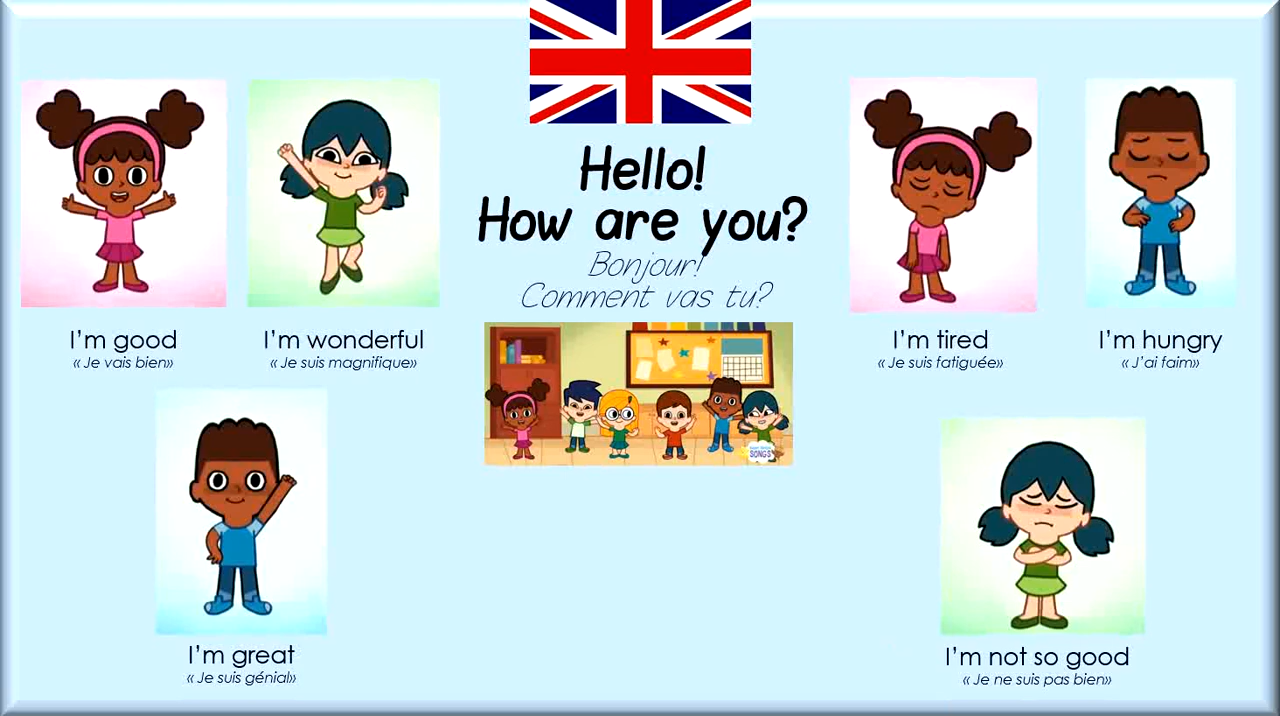 Hello!
How are you?
Bonjour!
Comment vas tu?
I'm good
« Je vais bien»
I'm wonderful
« Je suis magnifique»
I'm tired
« Je suis fatiguée»
I'm hungry
« J'ai faim»
SONGS
I'm great
« Je suis génial»
I'm not so good
« Je ne suis pas bien»